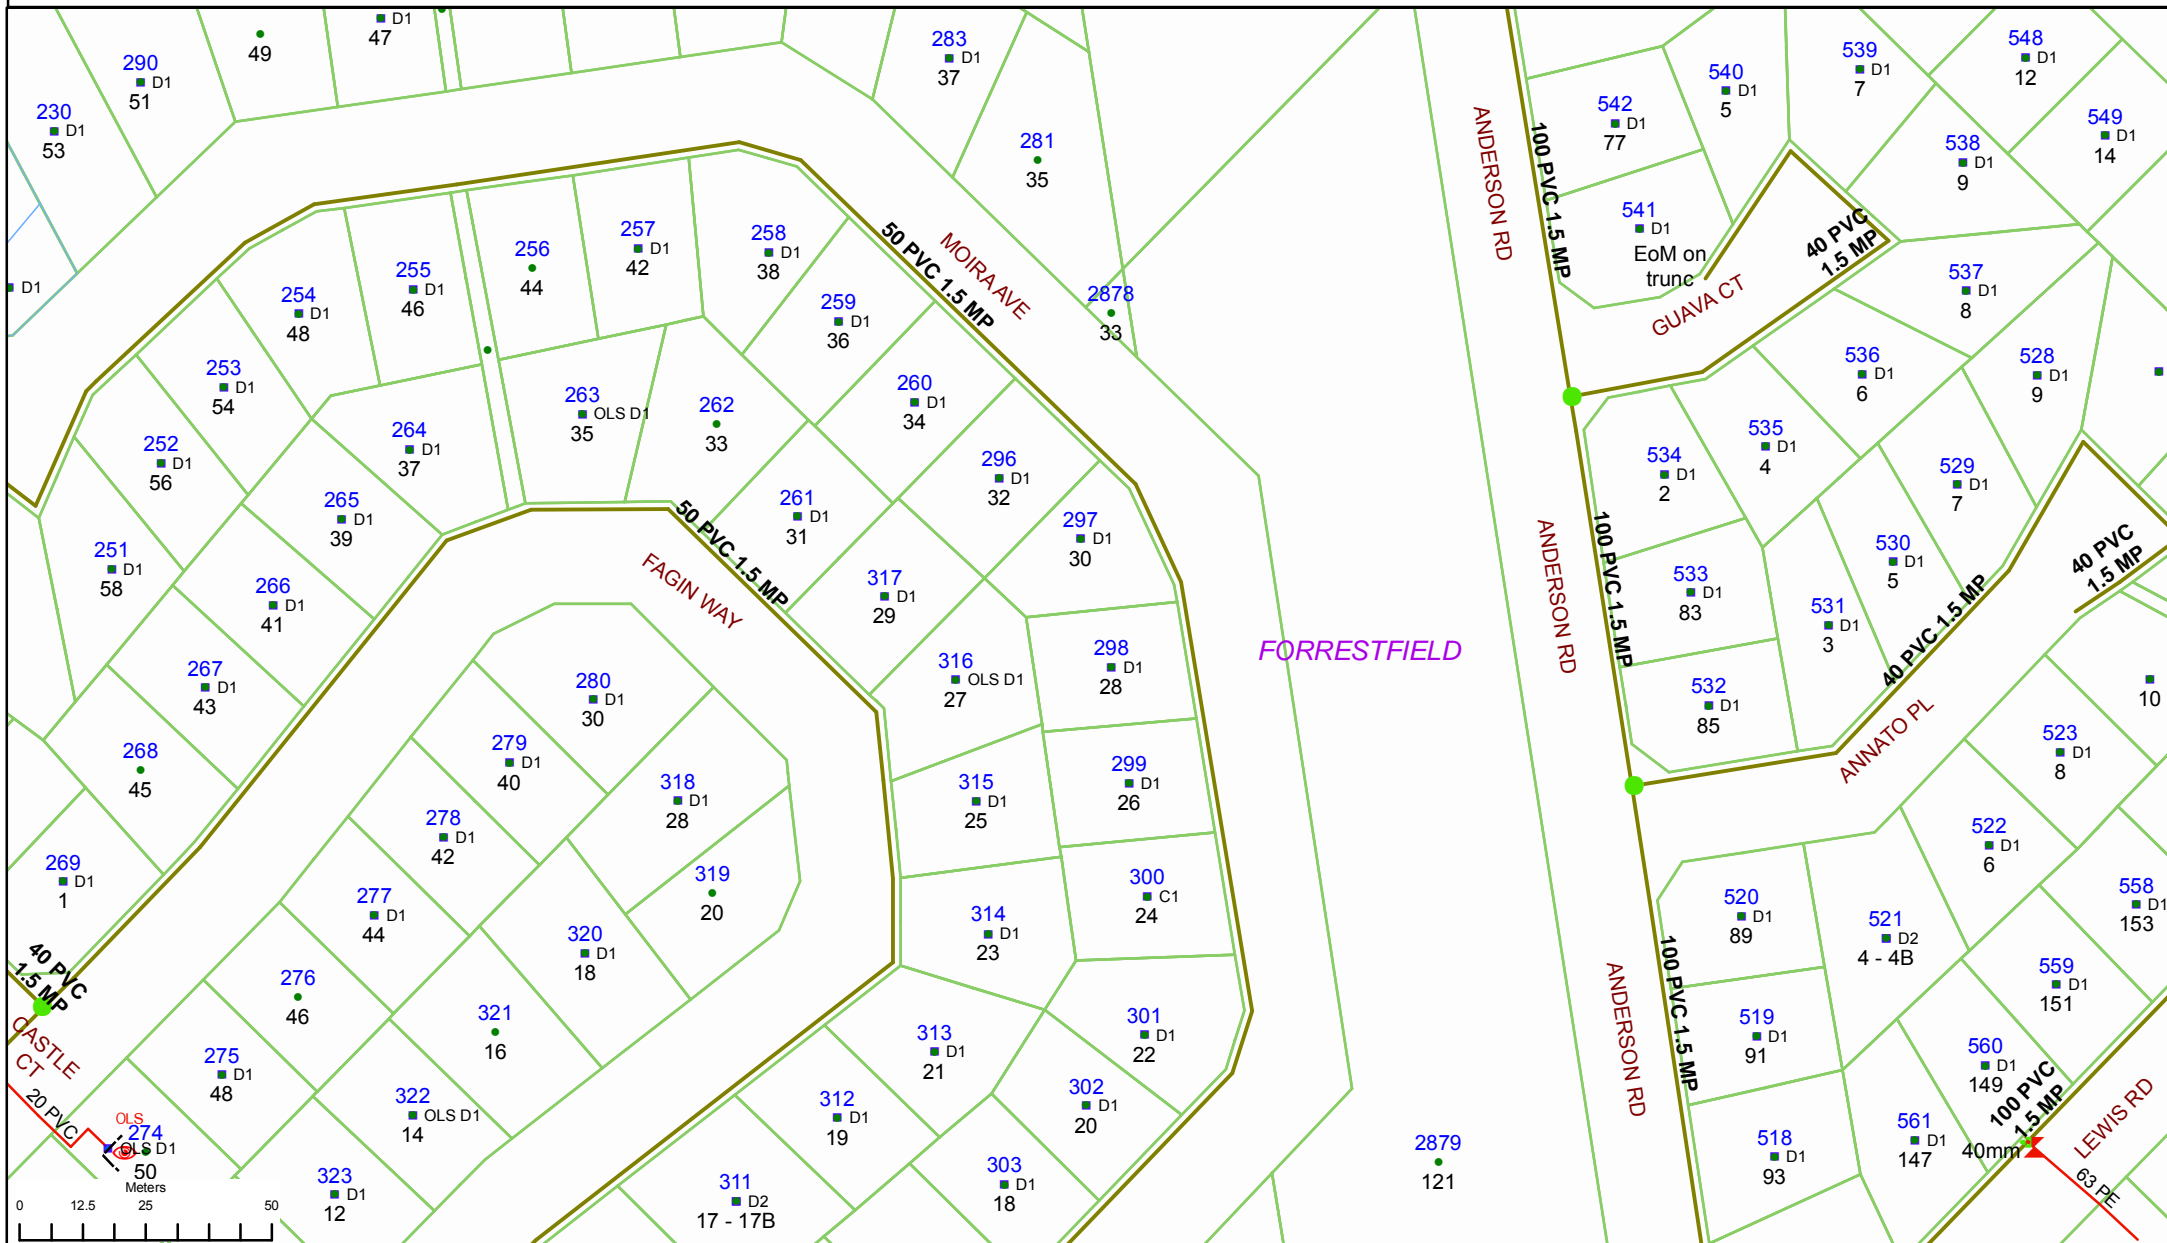 290
D1
51
49
D1
47
230
D1
53
D1
283
37
D1
281
35
2878
33
MOIRA AVE
50 PVC 1.5 MP
254
D1
48
255
D1
46
256
44
257
D1
42
258
D1
38
259
D1
36
260
D1
34
253
D1
54
252
D1
56
251
D1
58
264
D1
37
263
OLS D1
35
262
33
265
D1
39
266
D1
41
267
D1
43
268
45
269
D1
1
261
D1
31
296
D1
32
297
D1
30
317
D1
29
316
OLS D1
27
298
D1
28
50 PVC 1.5 MP
FAGIN WAY
280
D1
30
279
D1
40
278
D1
42
277
D1
44
276
46
275
D1
48
318
D1
28
319
20
320
D1
18
321
16
322
OLS D1
14
323
D1
12
315
D1
25
299
D1
26
314
D1
23
300
C1
24
313
D1
21
301
D1
22
312
D1
19
302
D1
20
311
D2
17 - 17B
303
D1
18
40 PVC
1.5 MP
CASTLE
CT
20 PVC
OLS
274
OLS D1
50
Meters
0
12.5
25
50
FORRESTFIELD
2879
121
ANDERSON RD
100 PVC 1.5 MP
ANDERSON RD
100 PVC 1.5 MP
ANDERSON RD
100 PVC 1.5 MP
542
D1
77
540
D1
5
539
D1
7
548
D1
12
549
D1
14
538
D1
9
541
D1
EoM on
trunc
40 PVC
1.5 MP
GUAVA CT
537
D1
8
536
D1
6
528
D1
9
535
D1
4
534
D1
2
529
D1
7
530
D1
5
533
D1
83
531
D1
3
532
D1
85
40 PVC 1.5 MP
40 PVC
1.5 MP
ANNATO PL
10
523
D1
8
522
D1
6
520
D1
89
521
D2
4 - 4B
558
D1
153
559
D1
151
519
D1
91
560
D1
149
518
D1
93
561
D1
147
100 PVC
1.5 MP
40mm
LEWIS RD
63 PE